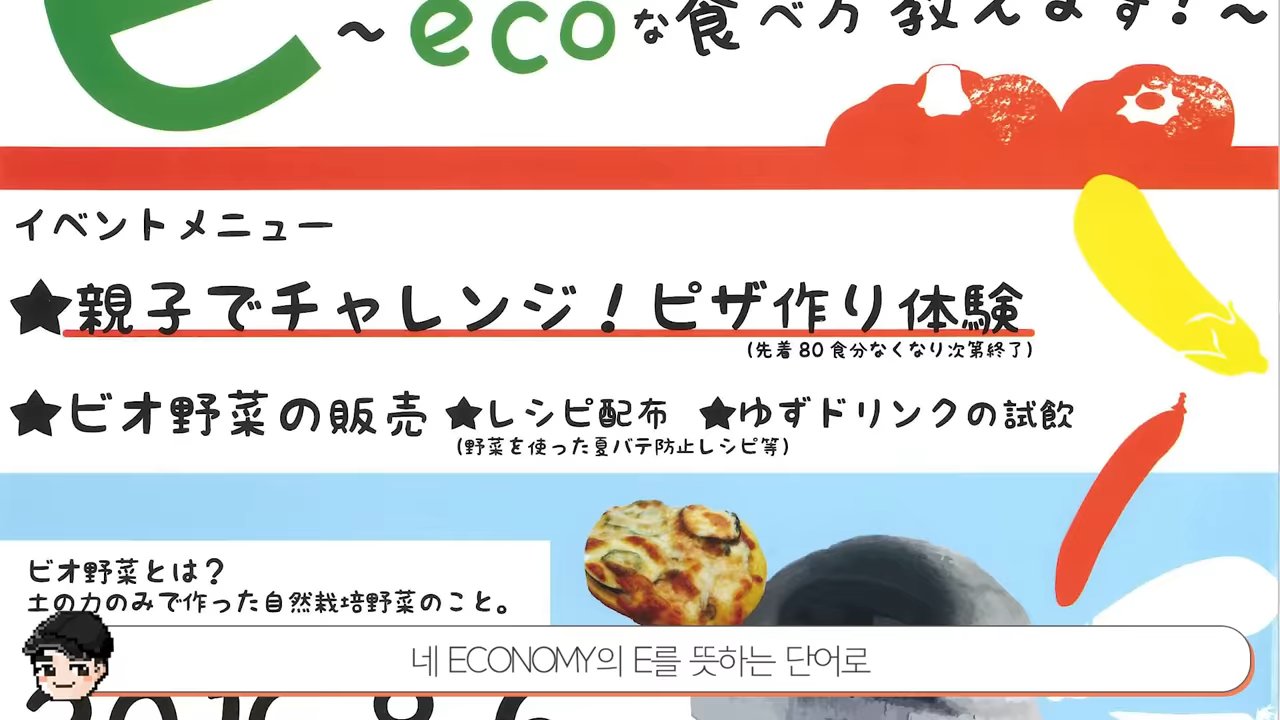 e
～ecoな食べ方 教えます！～
イベントメニュー
★親子でチャレンジ！ピザ作り体験
(先着 80 食分なくなり次第終了)
★ビオ野菜の販売 ★レシピ配布 ★ゆずドリンクの試飲
(野菜を使った夏バテ防止レシピ等)
ビオ野菜とは？
土の力のみで作った自然栽培野菜のこと。
네 ECONOMY의 E를 뜻하는 단어로